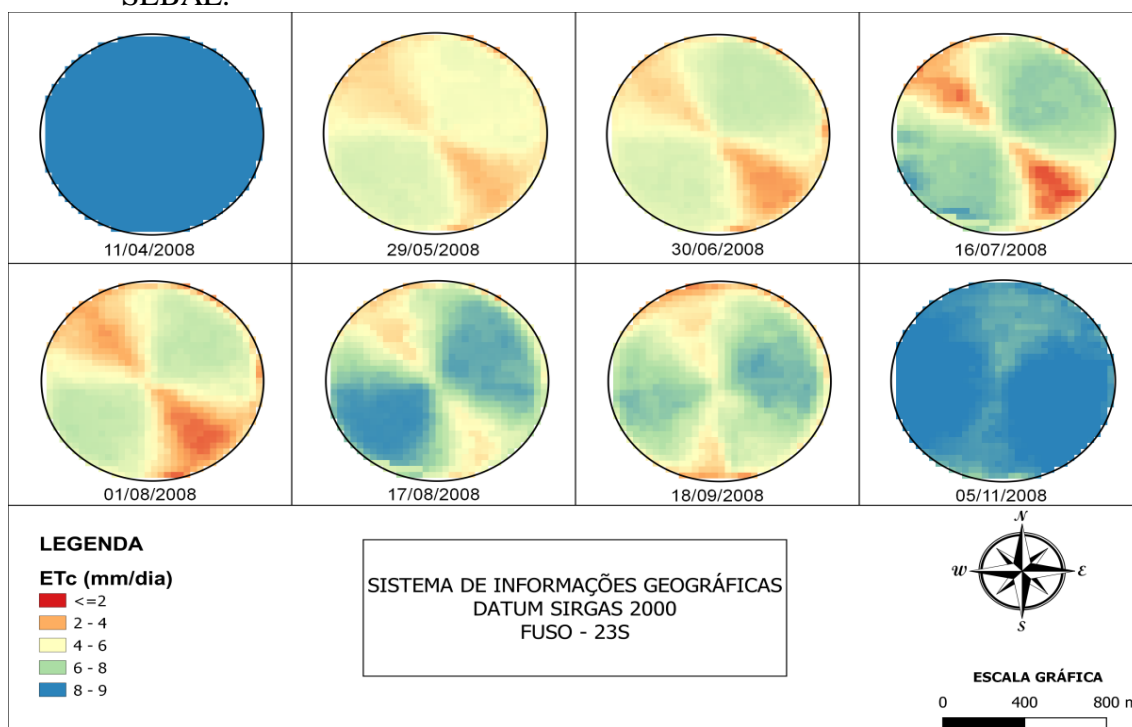 SEBAL.
11/04/2008
29/05/2008
30/06/2008
16/07/2008
01/08/2008
17/08/2008
18/09/2008
05/11/2008
LEGENDA
ETc (mm/dia)
<=2
2 - 4
4 - 6
6 - 8
8 - 9
SISTEMA DE INFORMAÇÕES GEOGRÁFICAS
DATUM SIRGAS 2000
FUSO - 23S
N
W
E
S
ESCALA GRÁFICA
0 400 800 m